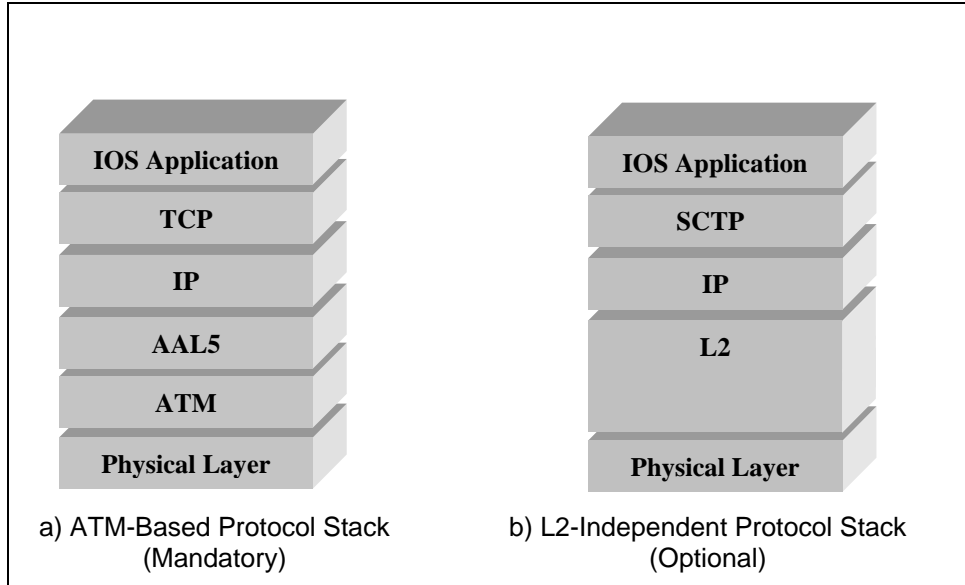 IOS Application
TCP
IP
AAL5
ATM
Physical Layer
a) ATM-Based Protocol Stack
(Mandatory)
IOS Application
SCTP
IP
L2
Physical Layer
b) L2-Independent Protocol Stack
(Optional)